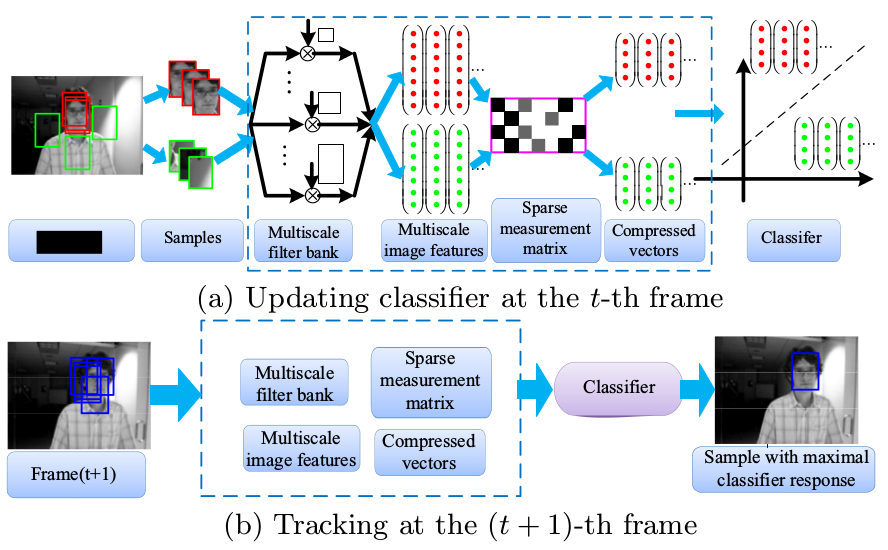 Samples
Multiscale
filter bank
Multiscale
image features
Sparse
measurement
matrix
Compressed
vectors
Classifer
(a) Updating classifier at the t-th frame
Frame(t+1)
Multiscale
filter bank
Sparse
measurement
matrix
Multiscale
image features
Compressed
vectors
Classifier
Sample with maximal
classifier response
(b) Tracking at the (t + 1)-th frame